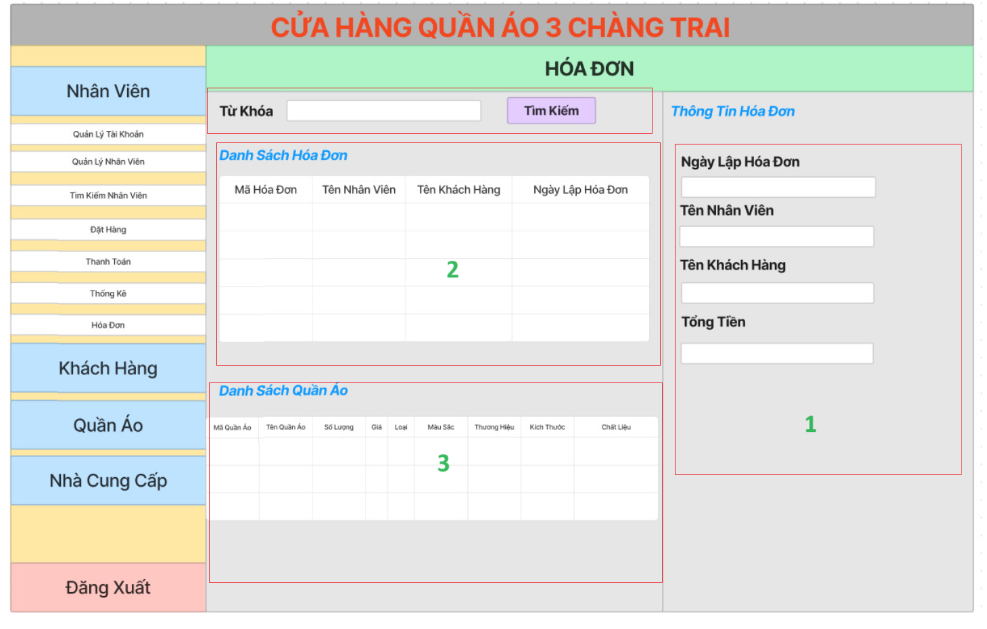 CỬA HÀNG QUẦN ÁO 3 CHÀNG TRAI
HÓA ĐƠN
Nhân Viên
Quản Lý Tài Khoản
Quản Lý Nhân Viên
Tìm Kiếm Nhân Viên
Đặt Hàng
Thanh Toán
Thống Kê
Hóa Đơn
Khách Hàng
Quần Áo
Nhà Cung Cấp
Đăng Xuất
Từ Khóa Tìm Kiếm
Danh Sách Hóa Đơn
Mã Hóa Đơn Tên Nhân Viên Tên Khách Hàng Ngày Lập Hóa Đơn
2
Danh Sách Quần Áo
Mã Quần Áo Tên Quần Áo Số Lượng Giá Loại Màu Sắc Thương Hiệu Kích Thước Chất Liệu
3
Thông Tin Hóa Đơn
Ngày Lập Hóa Đơn
Tên Nhân Viên
Tên Khách Hàng
Tổng Tiền
1